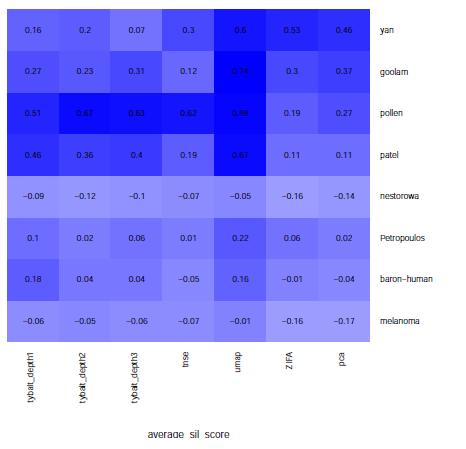 0.16 0.2 0.07 0.3 0.6 0.53 0.46 yan
0.27 0.23 0.31 0.12 0.74 0.3 0.37 goolam
0.51 0.67 0.63 0.62 0.19 0.27 pollen
0.46 0.36 0.4 0.19 0.67 0.11 0.11 patel
−0.09 −0.12 −0.1 −0.07 −0.05 −0.16 −0.14 nestorowa
0.1 0.02 0.06 0.01 0.22 0.06 0.02 Petropoulos
0.18 0.04 0.04 −0.05 0.16 −0.01 −0.04 baron−human
−0.06 −0.05 −0.06 −0.07 −0.01 −0.16 −0.17 melanoma
tybalt_depth1 tybalt_depth2 tybalt_depth3 tnse umap ZIFA pca
average_sil_score